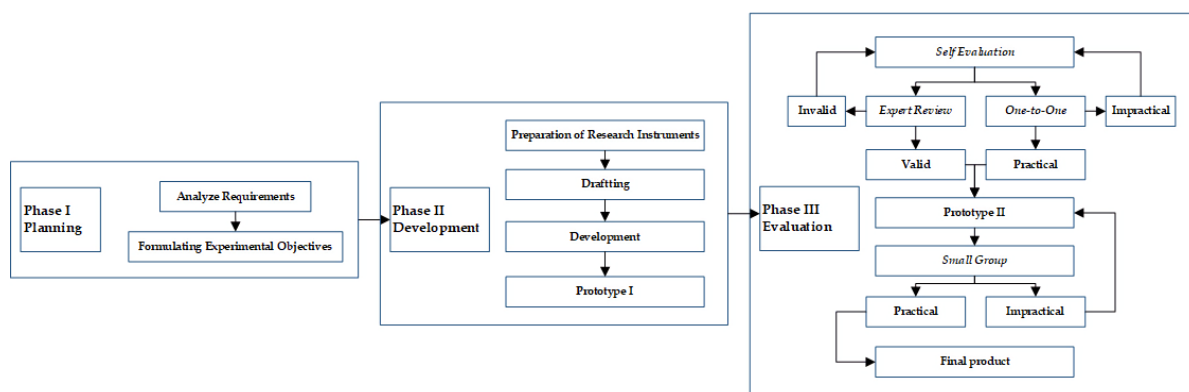 Phase I
Planning
Analyze Requirements
Formulating Experimental Objectives
Phase II
Development
Preparation of Research Instruments
Draftting
Development
Prototype I
Phase III
Evaluation
Self Evaluation
Invalid
Expert Review
One-to-One
Impractical
Valid
Practical
Prototype II
Small Group
Practical
Impractical
Final product